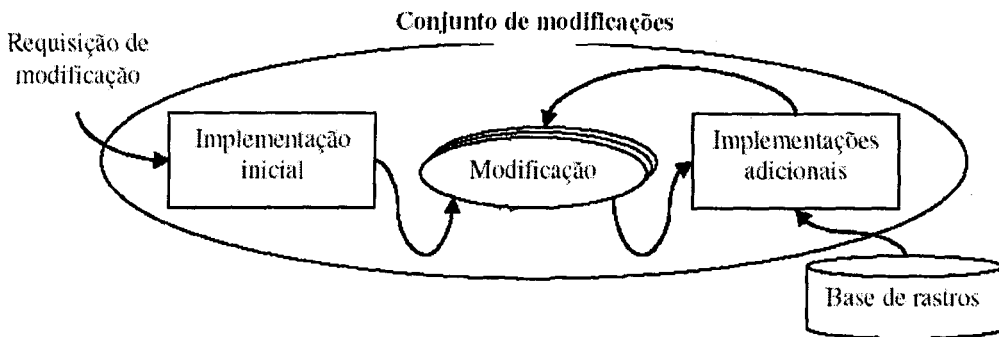 Conjunto de modificações
Requisição de
modificação
Implementação
inicial
Modificação
Implementações
adicionais
Base de rastros